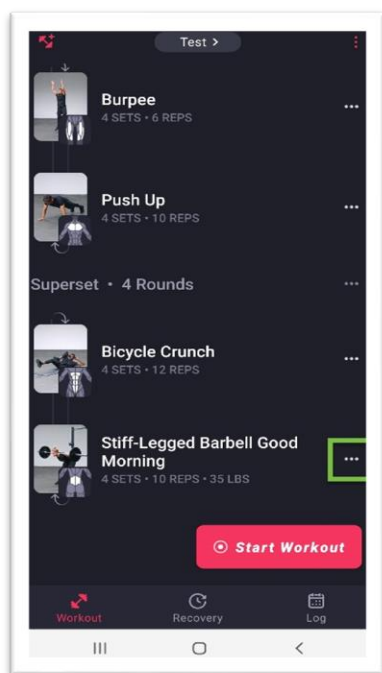 Test >
Burpee
4 SETS • 6 REPS
Push Up
4 SETS • 10 REPS
Superset • 4 Rounds
Bicycle Crunch
4 SETS • 12 REPS
Stiff-Legged Barbell Good
Morning
4 SETS • 10 REPS • 35 LBS
Start Workout
Workout
Recovery
Log